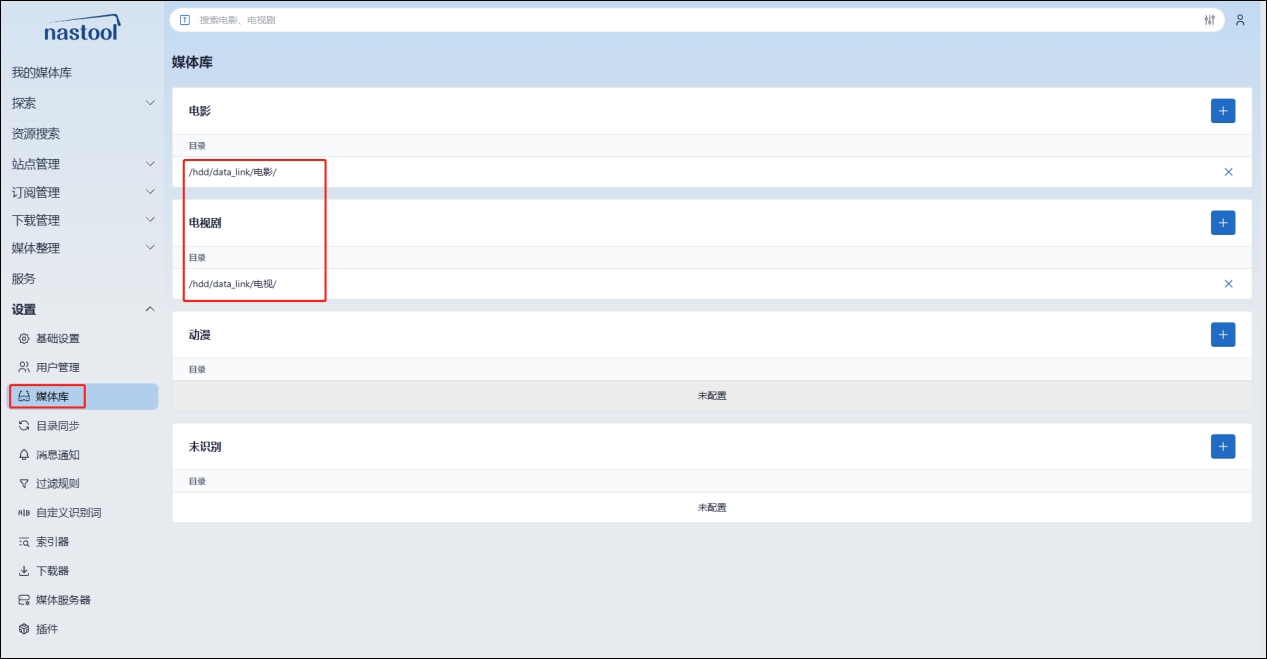 nastool
我的媒体库
探索
资源搜索
站点管理
订阅管理
下载管理
媒体整理
服务
设置
基础设置
用户管理
媒体库
目录同步
消息通知
过滤规则
A|B 自定义识别词
索引器
下载器
媒体服务器
插件
T 搜索电影、电视剧
媒体库
电影
目录
/hdd/data_link/电影/
电视剧
目录
/hdd/data_link/电视/
动漫
目录
未配置
未识别
目录
未配置